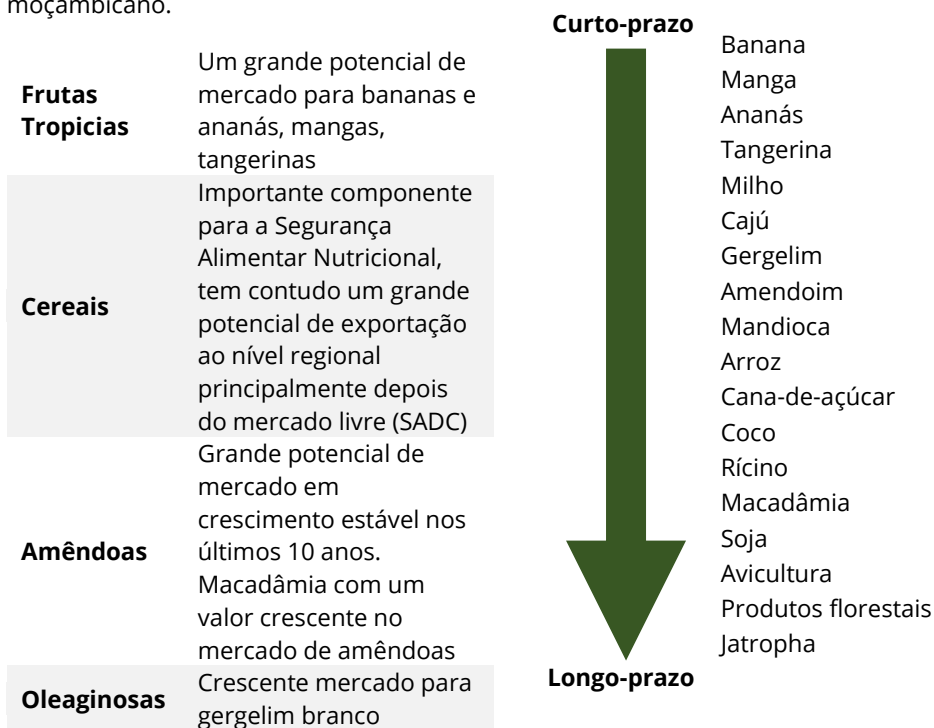 moçambicano.
Frutas
Tropicias
Um grande potencial de
mercado para bananas e
ananás, mangas,
tangerinas
Cereais
Importante componente
para a Segurança
Alimentar Nutricional,
tem contudo um grande
potencial de exportação
ao nível regional
principalmente depois
do mercado livre (SADC)
Amêndoas
Grande potencial de
mercado em
crescimento estável nos
últimos 10 anos.
Macadâmia com um
valor crescente no
mercado de amêndoas
Oleaginosas
Crescente mercado para
gergelim branco
Curto-prazo
Banana
Manga
Ananás
Tangerina
Milho
Cajú
Gergelim
Amendoim
Mandioca
Arroz
Cana-de-açúcar
Coco
Rícino
Macadâmia
Soja
Avicultura
Produtos florestais
Jatropha
Longo-prazo